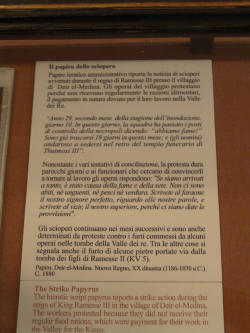 Il papiro dello sciopero
Papiro ieratico amministrativo riporta la notizia di scioperi
avvenuti durante il regno di Ramesse III presso il villaggio
di Deir el-Medina. Gli operai del villaggio protestano
perché non ricevono regolarmente le razioni alimentari,
il pagamento in natura dovuto per il loro lavoro nella Valle
dei Re.
"Anno 29, secondo mese della stagione dell'inondazione,
giorno 10. In questo giorno, la squadra ha passato i posti
di controllo della necropoli dicendo: "abbiamo fame!"
Sono già trascorsi 18 giorni in questo mese; e (gli uomini)
andarono a sedersi nel retro del tempio funerario di
Thutmosi III".
Nonostante i vari tentativi di conciliazione, la protesta dura
parecchi giorni e ai funzionari che cercano di convincerli
a tornare al lavoro gli operai rispondono: "Se siamo arrivati
a tanto, è stato causa della fame e della sete. Non ci sono
abiti, né unguenti, né pesci né verdura. Scrivete al faraone
il nostro signore perfetto, riguardo alle nostre parole, e
scrivete al visir, il nostro superiore, perché ci siano date le
provvisioni".
Gli scioperi continuano nei mesi successivi e sono anche
determinati da proteste contro i furti commessi da alcuni
operai nelle tombe della Valle dei re. Tra le altre cose si
segnala anche il furto di alcune pietre portate via dalla
tomba dei figli di Ramesse II (KV 5).
Papiro. Deir el-Medina. Nuovo Regno, XX dinastia (1186-1070 a.C.).
C. 1880
The Strike Papyrus
The hieratic script papyrus reports a strike action during the
reign of King Ramesse III in the village of Deir el-Medina.
The workers protested because they did not receive their
regular food rations, which were payment for their work in
the Valley for the Kings.